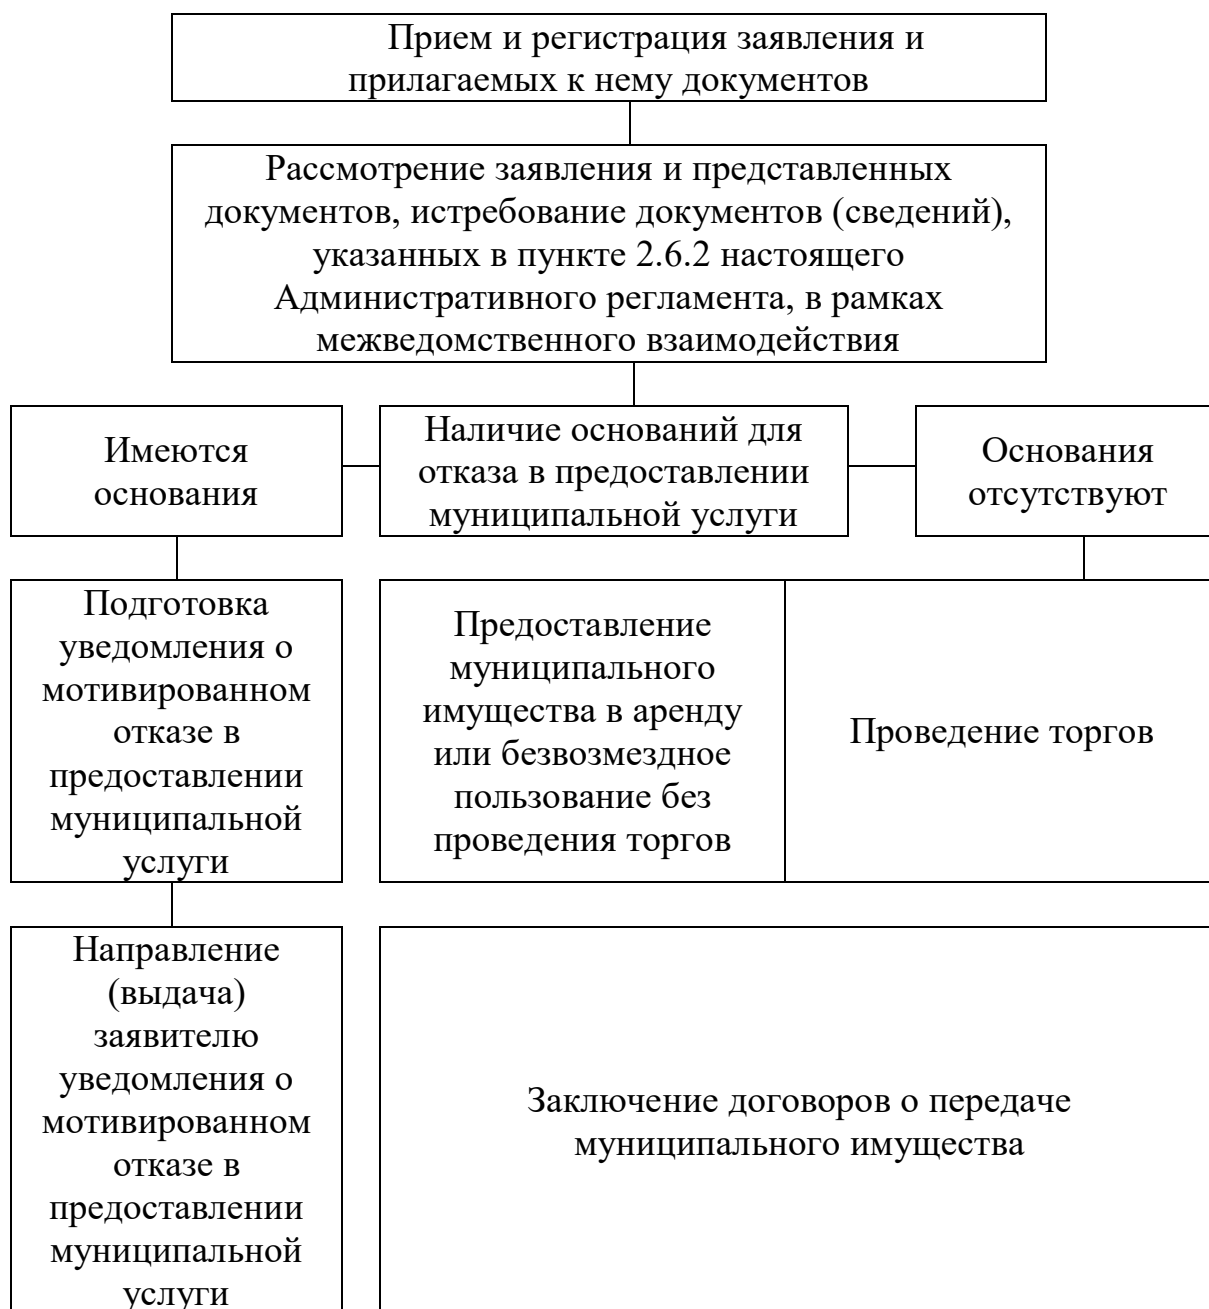 Прием и регистрация заявления и
прилагаемых к нему документов
Рассмотрение заявления и представленных
документов, истребование документов (сведений),
указанных в пункте 2.6.2 настоящего
Административного регламента, в рамках
межведомственного взаимодействия
Имеются
основания
Наличие оснований для
отказа в предоставлении
муниципальной услуги
Основания
отсутствуют
Подготовка
уведомления о
мотивированном
отказе в
предоставлении
муниципальной
услуги
Предоставление
муниципального
имущества в аренду
или безвозмездное
пользование без
проведения торгов
Проведение торгов
Направление
(выдача)
заявителю
уведомления о
мотивированном
отказе в
предоставлении
муниципальной
услуги
Заключение договоров о передаче
муниципального имущества